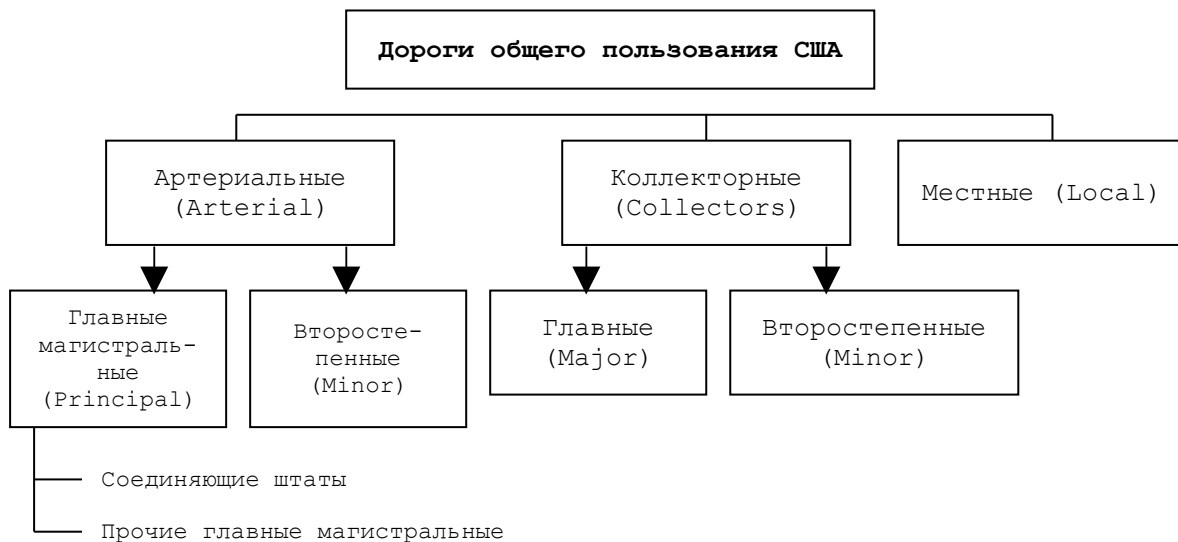 Дороги общего пользования США
Артериальные
(Arterial)
Коллекторные
(Collectors)
Местные (Local)
Главные
магистраль-
ные
(Principal)
Второсте-
пенные
(Minor)
Главные
(Major)
Второстепенные
(Minor)
Соединяющие штаты
Прочие главные магистральные